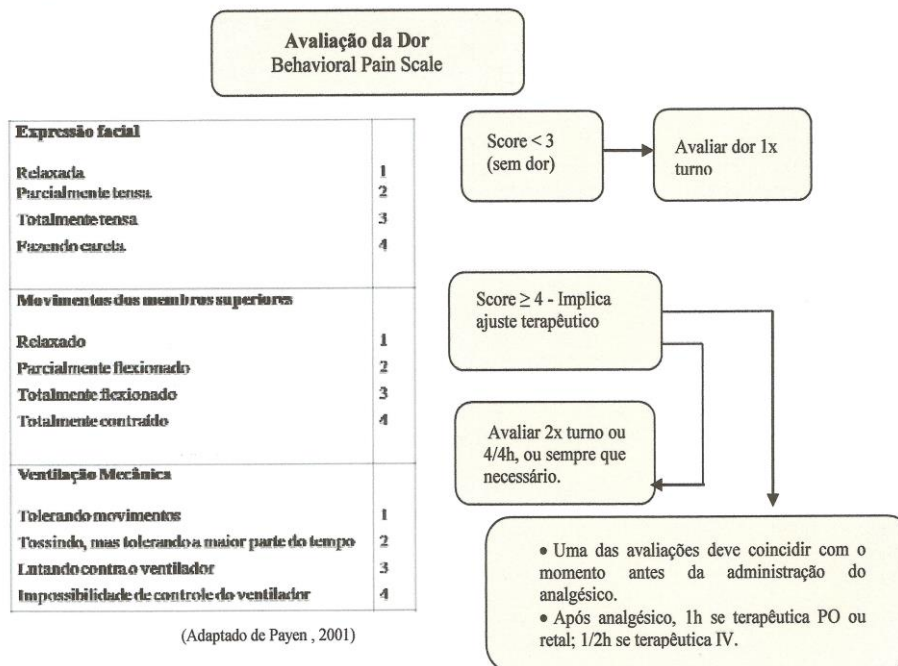 Avaliação da Dor
Behavioral Pain Scale
Expressão facial
Relaxada 1
Parcialmente tensa 2
Totalmente tensa 3
Fazendo careta 4
Movimentos dos membros superiores
Relaxado 1
Parcialmente flexionado 2
Totalmente flexionado 3
Totalmente contraído 4
Ventilação Mecânica
Tolerando movimentos 1
Tossindo, mas tolerando a maior parte do tempo 2
Lutando contra o ventilador 3
Impossibilidade de controle do ventilador 4
(Adaptado de Payen , 2001)
Score < 3
(sem dor)
Avaliar dor 1x
turno
Score ≥ 4 - Implica
ajuste terapêutico
Avaliar 2x turno ou
4/4h, ou sempre que
necessário.
• Uma das avaliações deve coincidir com o
momento antes da administração do
analgésico.
• Após analgésico, 1h se terapêutica PO ou
retal; 1/2h se terapêutica IV.